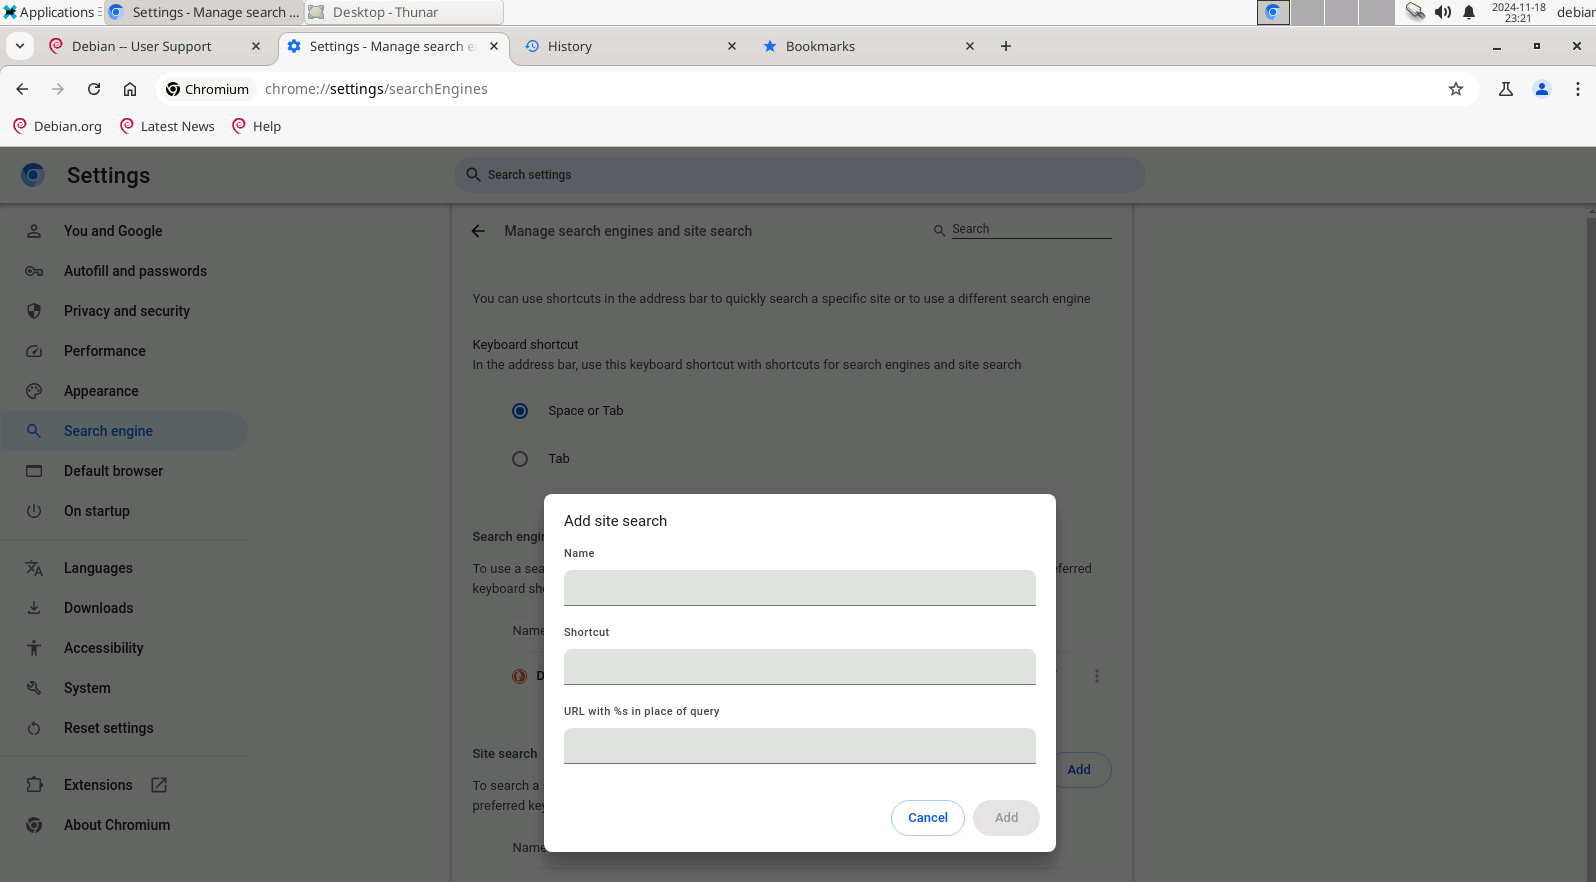 Applications
Settings - Manage search ...
Desktop - Thunar
2024-11-18
23:21
debian
Debian -- User Support
Settings - Manage search e
History
Bookmarks
Chromium
chrome://settings/searchEngines
Debian.org
Latest News
Help
Settings
Search settings
You and Google
Autofill and passwords
Privacy and security
Performance
Appearance
Search engine
Default browser
On startup
Languages
Downloads
Accessibility
System
Reset settings
Extensions
About Chromium
Manage search engines and site search
Search
You can use shortcuts in the address bar to quickly search a specific site or to use a different search engine
Keyboard shortcut
In the address bar, use this keyboard shortcut with shortcuts for search engines and site search
Space or Tab
Tab
Search engin
To use a sea
ferred
keyboard sho
Name
D
Site search
Add
To search a
preferred key
Name
Add site search
Name
Shortcut
URL with %s in place of query
Cancel
Add